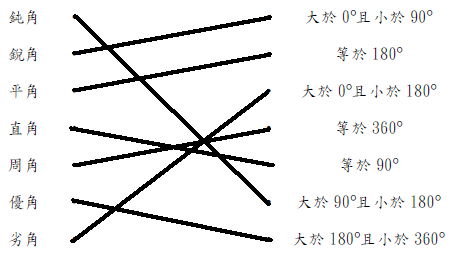 鈍角 大於 0°且小於 90°
銳角 等於 180°
平角 大於 0°且小於 180°
直角 等於 360°
周角 等於 90°
優角 大於 90°且小於 180°
劣角 大於 180°且小於 360°